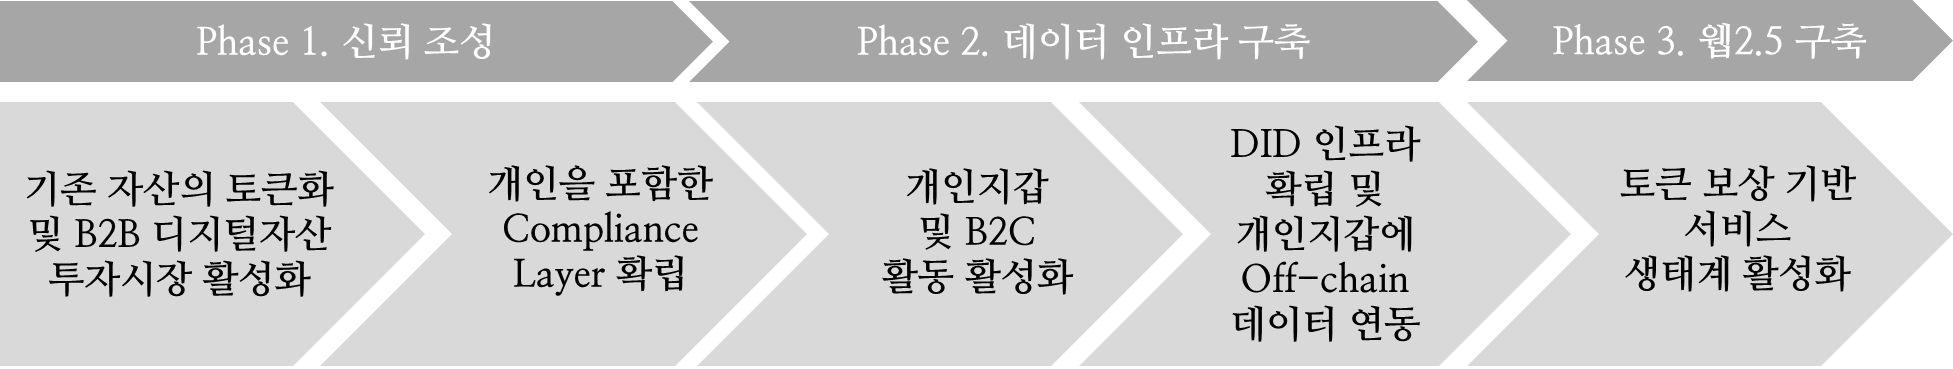 Phase 1. 신뢰 조성
Phase 2. 데이터 인프라 구축
Phase 3. 웹2.5 구축
기존 자산의 토큰화
및 B2B 디지털자산
투자시장 활성화
개인을 포함한
Compliance
Layer 확립
개인지갑
및 B2C
활동 활성화
DID 인프라
확립 및
개인지갑에
Off-chain
데이터 연동
토큰 보상 기반
서비스
생태계 활성화